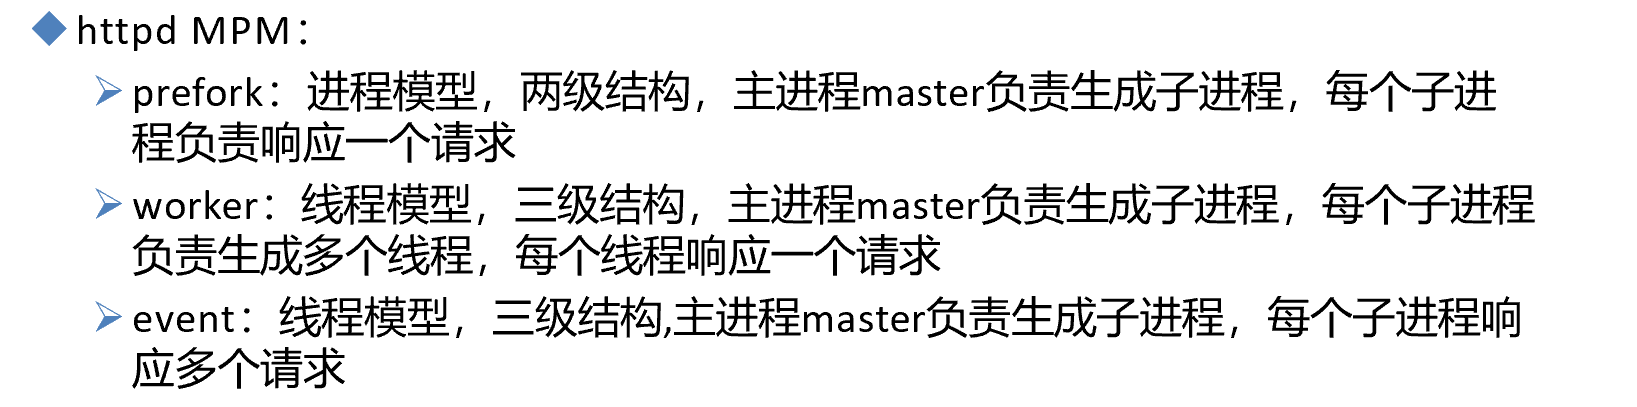 httpd MPM：
prefork：进程模型，两级结构，主进程master负责生成子进程，每个子进
程负责响应一个请求
worker：线程模型，三级结构，主进程master负责生成子进程，每个子进程
负责生成多个线程，每个线程响应一个请求
event：线程模型，三级结构,主进程master负责生成子进程，每个子进程响
应多个请求